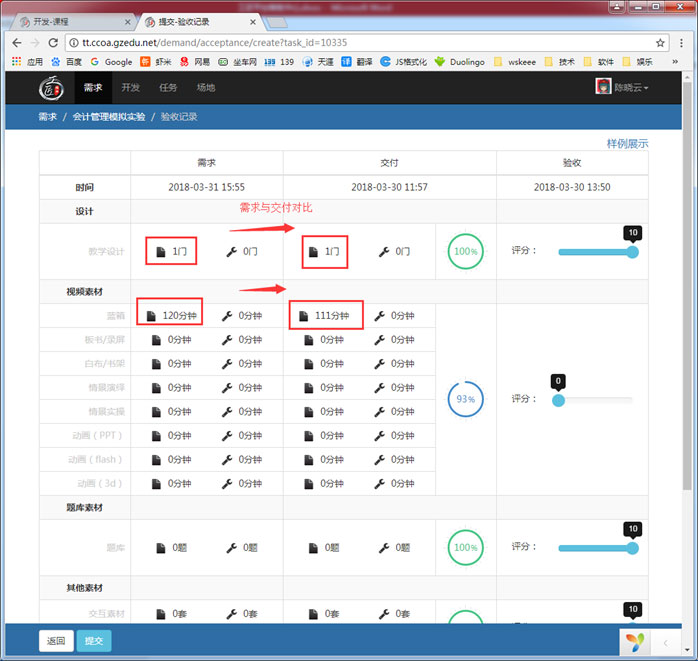 开发-课程
提交-验收记录
tt.ccoa.gzedu.net/demand/acceptance/create?task_id=10335
应用 百度 Google 虾米 网易 坐车网 139 139 天涯 翻译 JS格式化 Duolingo wskeee 技术 软件 娱乐 »
需求 开发 任务 场地 陈晓云
需求 / 会计管理模拟实验 / 验收记录
样例展示
需求 交付 验收
时间 2018-03-31 15:55 2018-03-30 11:57 2018-03-30 13:50
设计 需求与交付对比
教学设计 1门 0门 1门 0门 100% 评分： 10
视频素材
蓝箱 120分钟 0分钟 111分钟 0分钟
板书/录屏 0分钟 0分钟 0分钟 0分钟
白布/书架 0分钟 0分钟 0分钟 0分钟
情景演绎 0分钟 0分钟 0分钟 0分钟
93% 评分： 0
情景实操 0分钟 0分钟 0分钟 0分钟
动画（PPT） 0分钟 0分钟 0分钟 0分钟
动画（flash） 0分钟 0分钟 0分钟 0分钟
动画（3d） 0分钟 0分钟 0分钟 0分钟
题库素材
题库 0题 0题 0题 0题 100% 评分： 10
其他素材
交互素材 0套 0套 0套 0套 10
返回 提交